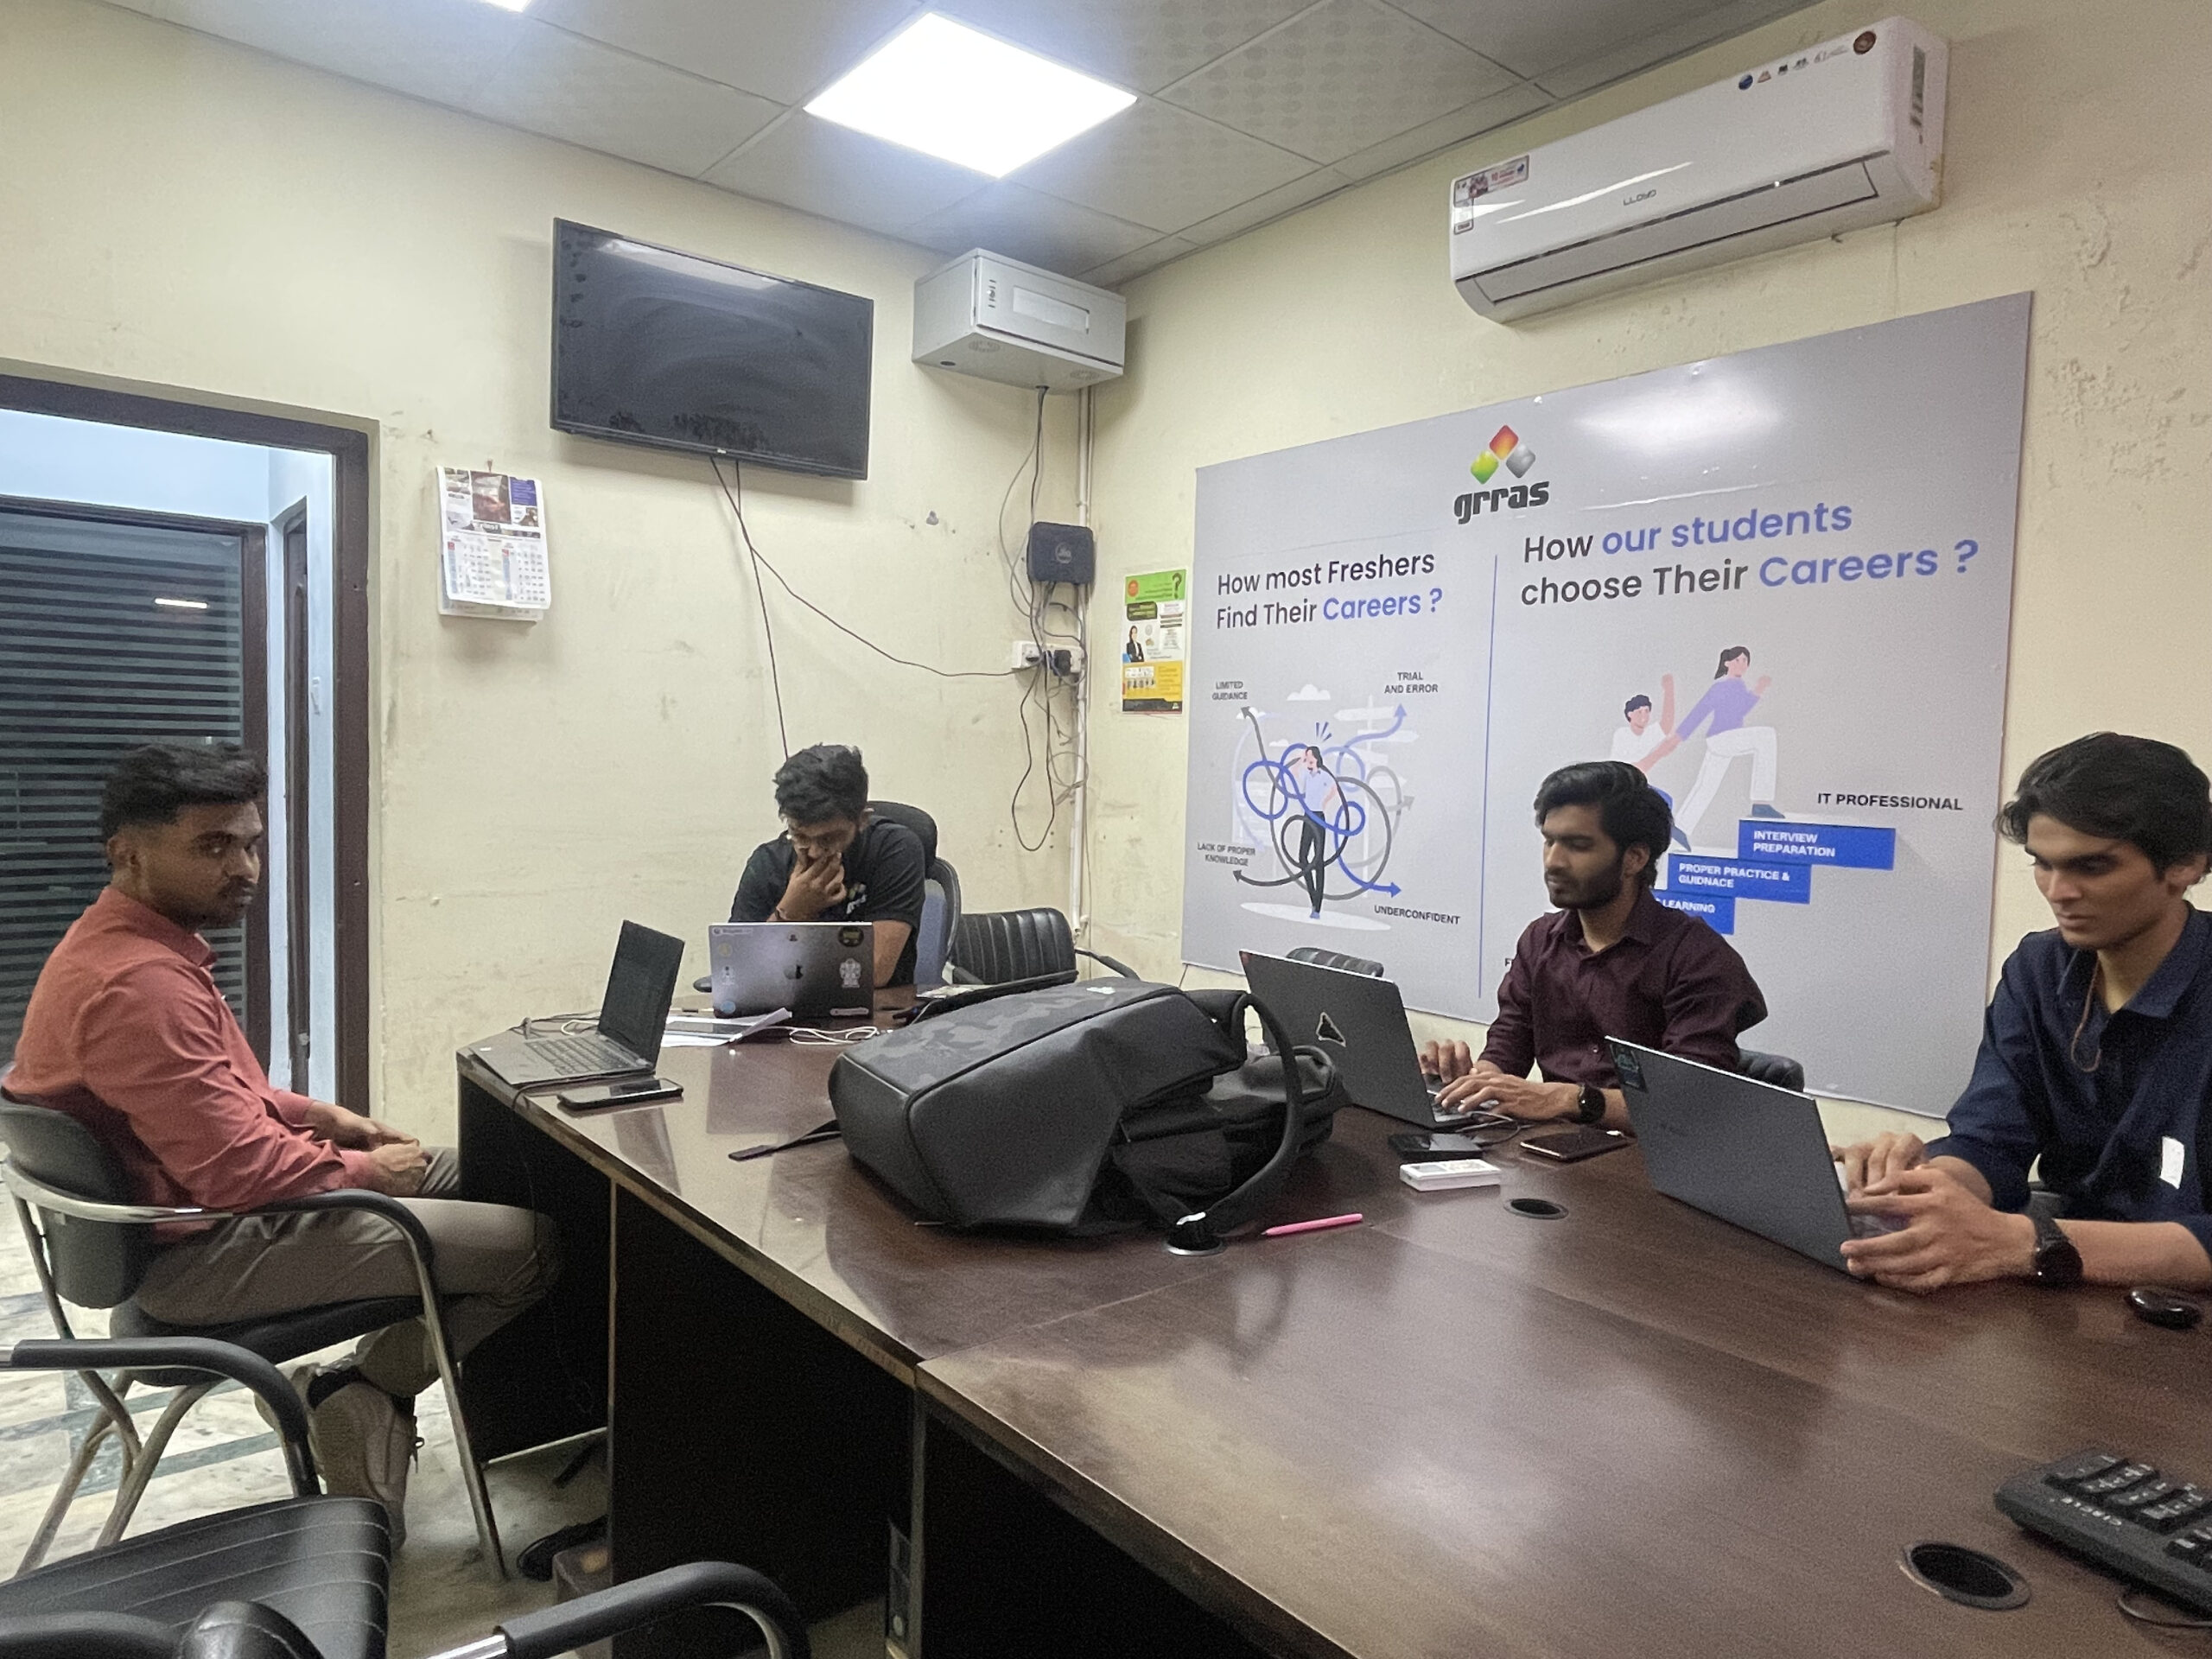 LLOYD
grras
How most Freshers
Find Their Careers ?
LIMITED
GUIDANCE
TRIAL
AND ERROR
LACK OF PROPER
KNOWLEDGE
UNDERCONFIDENT
How our students
choose Their Careers ?
IT PROFESSIONAL
INTERVIEW
PREPARATION
PROPER PRACTICE &
GUIDNACE
LEARNING